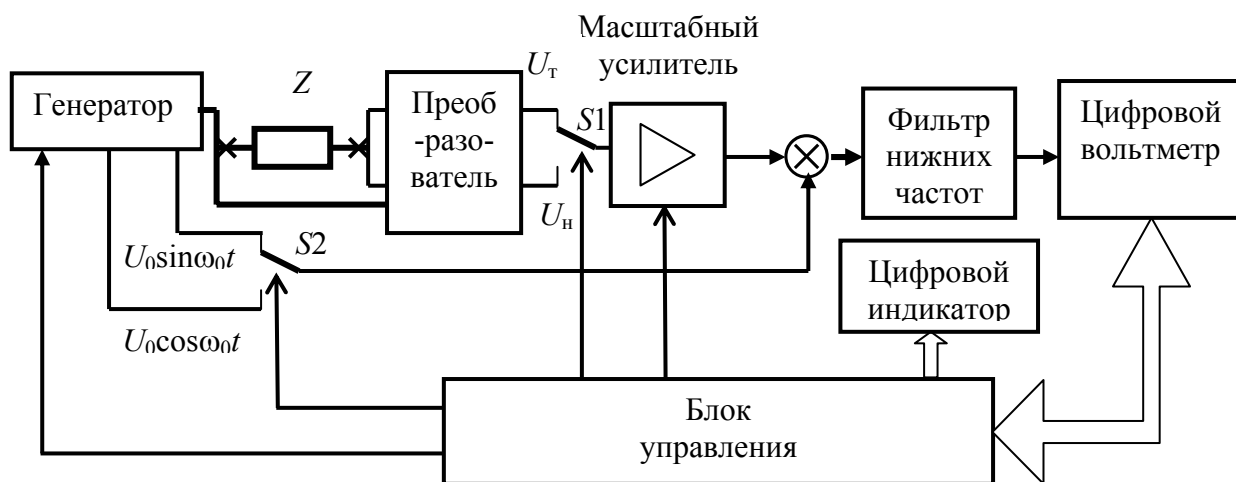 Масштабный
усилитель
Генератор
Z
Преоб
-разо-
ватель
Uт
Uн
S1
Фильтр
нижних
частот
Цифровой
вольтметр
U₀sinω₀t
S2
U₀cosω₀t
Цифровой
индикатор
Блок
управления